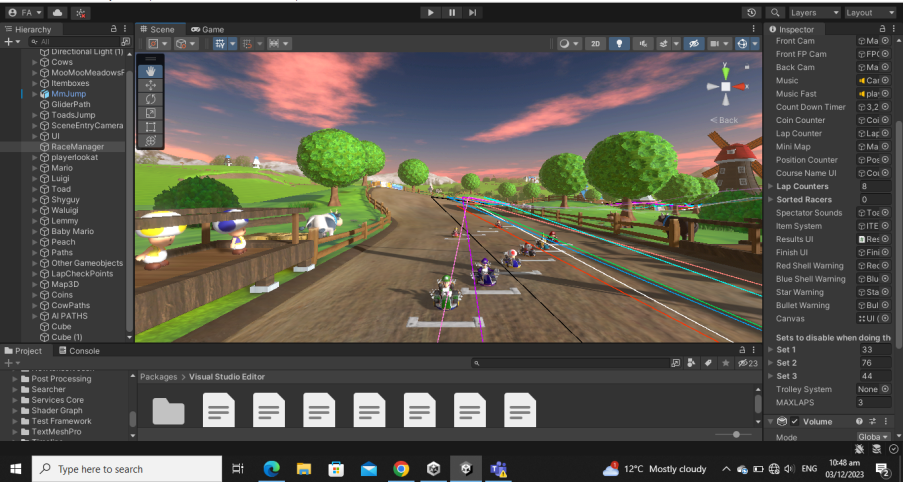 FA
Layers
Layout
Hierarchy
Scene
Game
Inspector
All
2D
Directional Light (1)
Cows
MooMooMeadowsF
Itemboxes
MmJump
GliderPath
ToadsJump
SceneEntryCamera
UI
RaceManager
playerlookat
Mario
Luigi
Toad
Shyguy
Waluigi
Lemmy
Baby Mario
Peach
Paths
Other Gameobjects
LapCheckPoints
Map3D
Coins
CowPaths
AI PATHS
Cube
Cube (1)
y
x
Back
Front Cam Ma
Front FP Cam FPC
Back Cam Ma
Music Car
Music Fast play
Count Down Timer 3,2
Coin Counter Coi
Lap Counter Lap
Mini Map Ma
Position Counter Pos
Course Name UI Cou
Lap Counters 8
Sorted Racers 0
Spectator Sounds Toa
Item System ITE
Results UI Res
Finish UI Fini
Red Shell Warning Red
Blue Shell Warning Blu
Star Warning Sta
Bullet Warning Bul
Canvas UI (
Sets to disable when doing th
Set 1 33
Set 2 76
Set 3 44
Trolley System None
MAXLAPS 3
Volume
Mode Globa
Project
Console
23
Post Processing
Searcher
Services Core
Shader Graph
Test Framework
TextMeshPro
Timeline
Packages > Visual Studio Editor
Type here to search
12°C Mostly cloudy
ENG
10:48 am
03/12/2023
2